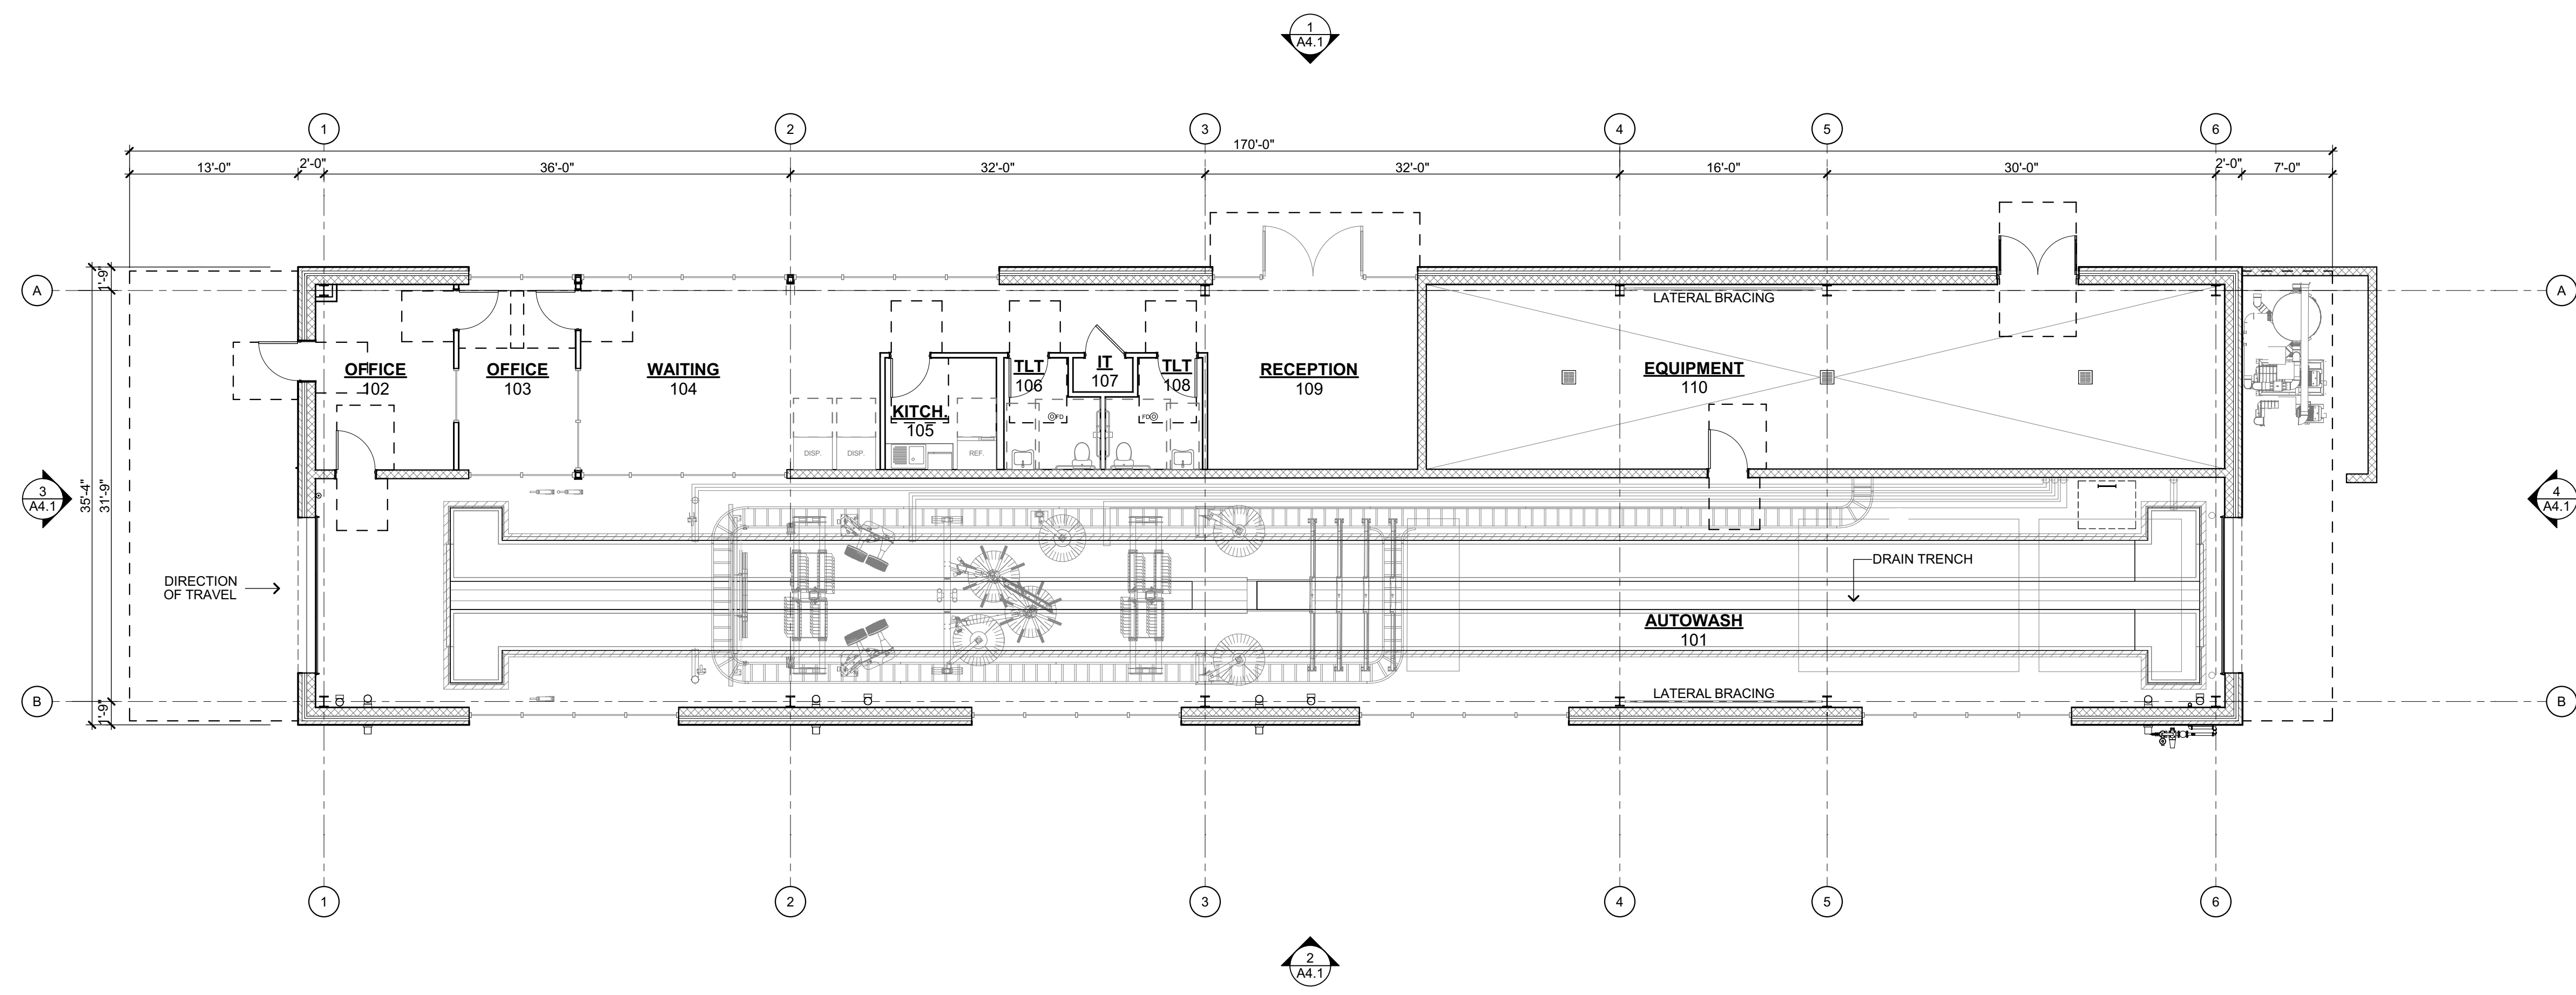 1
A4.1
1
2
3
4
5
6
170'-0"
13'-0"
2'-0"
36'-0"
32'-0"
32'-0"
16'-0"
30'-0"
2'-0"
7'-0"
A
1'-9"
LATERAL BRACING
A
OFFICE
102
OFFICE
103
WAITING
104
KITCH.
105
TLT
106
IT
107
TLT
108
RECEPTION
109
EQUIPMENT
110
FD
FD
DISP.
DISP.
REF.
3
A4.1
35'-4"
31'-9"
4
A4.1
DIRECTION
OF TRAVEL
DRAIN TRENCH
AUTOWASH
101
B
1'-9"
LATERAL BRACING
B
1
2
3
4
5
6
2
A4.1